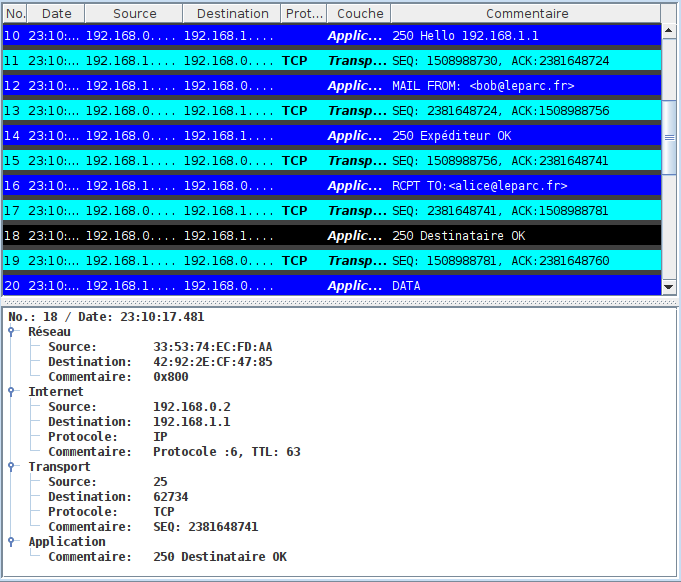 No. Date Source Destination Prot... Couche Commentaire
10 23:10:... 192.168.0.... 192.168.1.... Applic... 250 Hello 192.168.1.1
11 23:10:... 192.168.1.... 192.168.0.... TCP Transp... SEQ: 1508988730, ACK:2381648724
12 23:10:... 192.168.1.... 192.168.0.... Applic... MAIL FROM: <bob@leparc.fr>
13 23:10:... 192.168.0.... 192.168.1.... TCP Transp... SEQ: 2381648724, ACK:1508988756
14 23:10:... 192.168.0.... 192.168.1.... Applic... 250 Expéditeur OK
15 23:10:... 192.168.1.... 192.168.0.... TCP Transp... SEQ: 1508988756, ACK:2381648741
16 23:10:... 192.168.1.... 192.168.0.... Applic... RCPT TO:<alice@leparc.fr>
17 23:10:... 192.168.0.... 192.168.1.... TCP Transp... SEQ: 2381648741, ACK:1508988781
18 23:10:... 192.168.0.... 192.168.1.... Applic... 250 Destinataire OK
19 23:10:... 192.168.1.... 192.168.0.... TCP Transp... SEQ: 1508988781, ACK:2381648760
20 23:10:... 192.168.1.... 192.168.0.... Applic... DATA
No.: 18 / Date: 23:10:17.481
Réseau
Source: 33:53:74:EC:FD:AA
Destination: 42:92:2E:CF:47:85
Commentaire: 0x800
Internet
Source: 192.168.0.2
Destination: 192.168.1.1
Protocole: IP
Commentaire: Protocole :6, TTL: 63
Transport
Source: 25
Destination: 62734
Protocole: TCP
Commentaire: SEQ: 2381648741
Application
Commentaire: 250 Destinataire OK